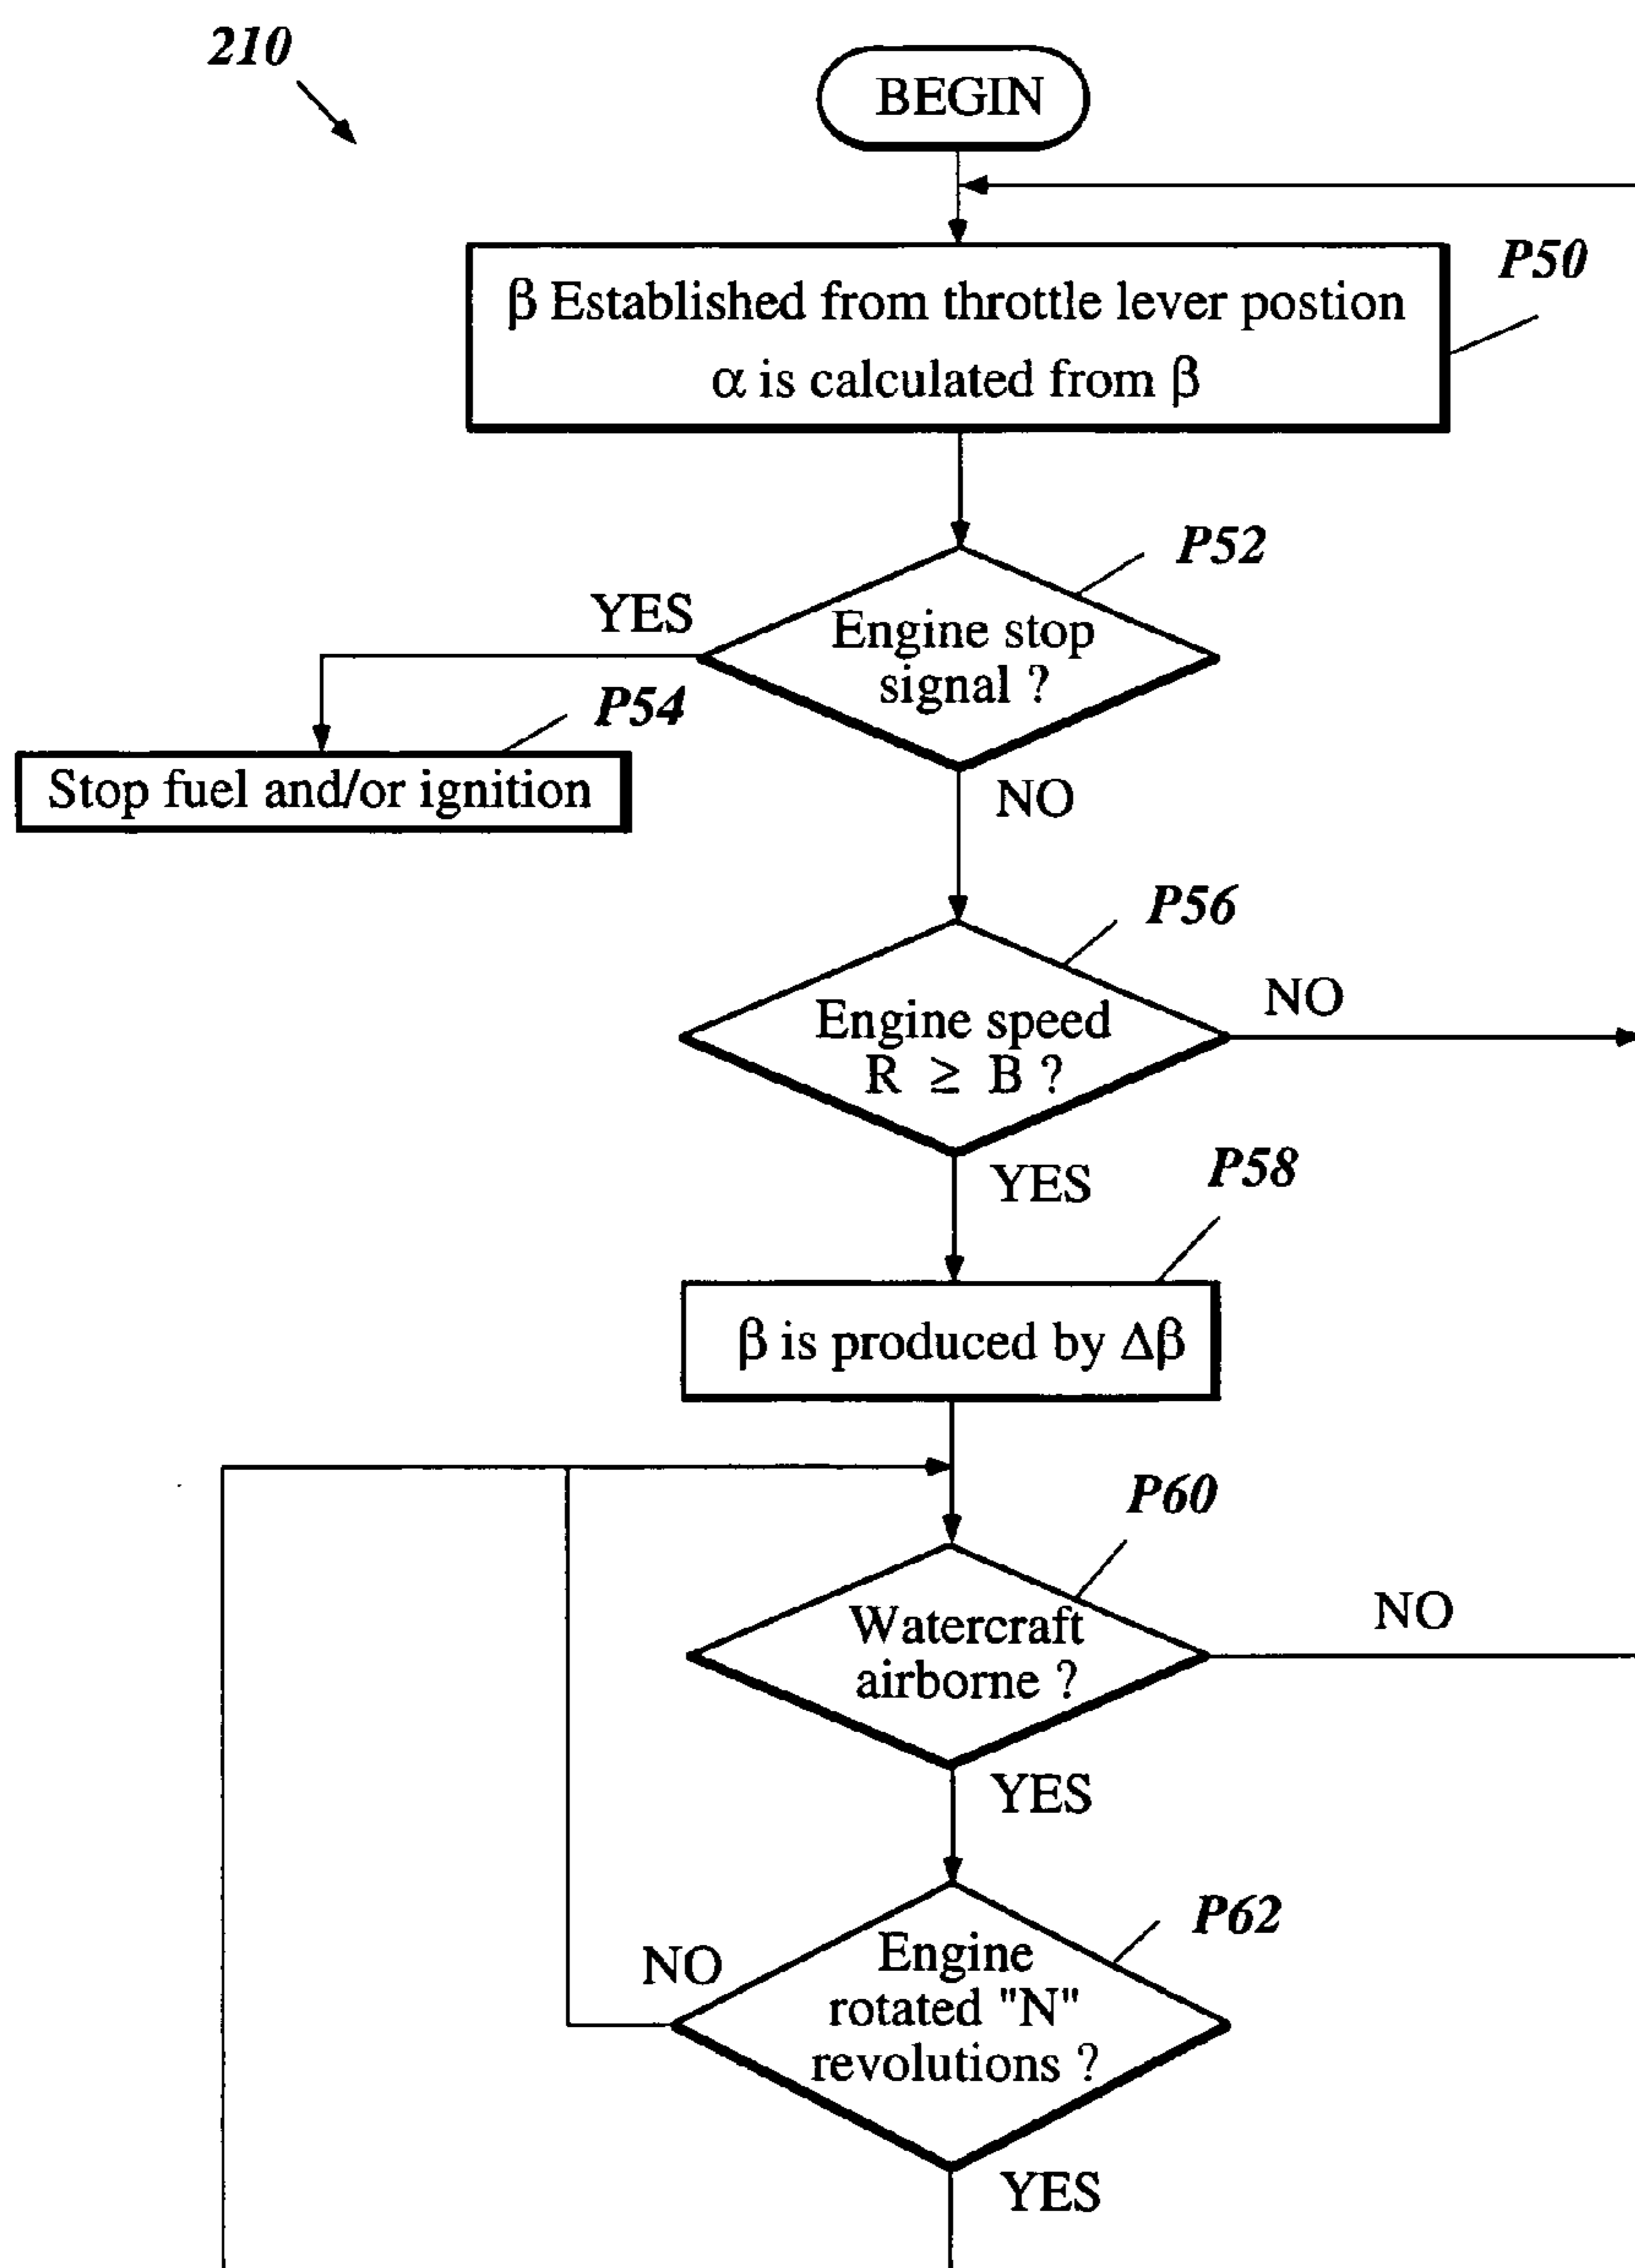 210
BEGIN
P50
β Established from throttle lever postion
α is calculated from β
P52
YES
Engine stop
signal ?
P54
Stop fuel and/or ignition
NO
P56
NO
Engine speed
R ≥ B ?
YES
P58
β is produced by Δβ
P60
NO
Watercraft
airborne ?
YES
P62
NO
Engine
rotated "N"
revolutions ?
YES